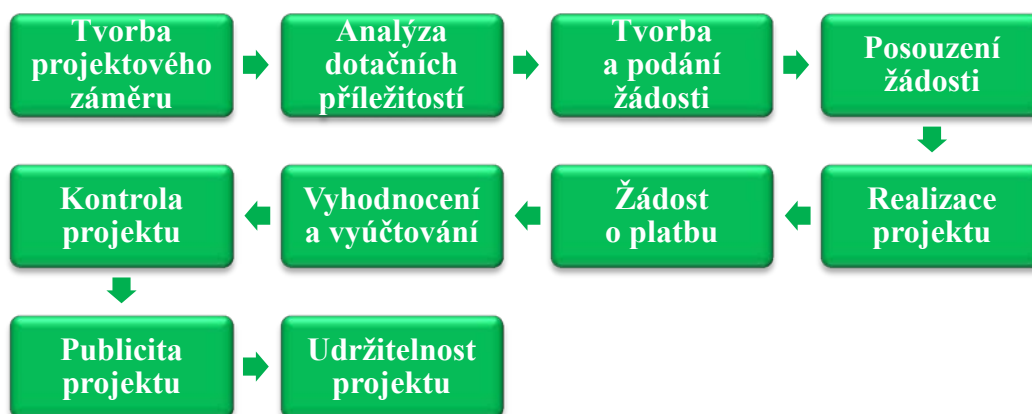 Tvorba
projektového
záměru
Analýza
dotačních
příležitostí
Tvorba
a podání
žádosti
Posouzení
žádosti
Realizace
projektu
Žádost
o platbu
Vyhodnocení
a vyúčtování
Kontrola
projektu
Publicita
projektu
Udržitelnost
projektu